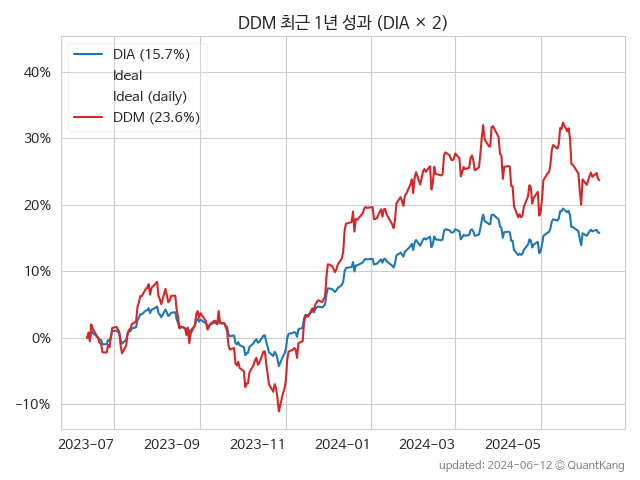 DDM 최근 1년 성과 (DIA × 2)
DIA (15.7%)
Ideal
Ideal (daily)
DDM (23.6%)
40%
30%
20%
10%
0%
−10%
2023-07
2023-09
2023-11
2024-01
2024-03
2024-05
updated: 2024-06-12 © QuantKang